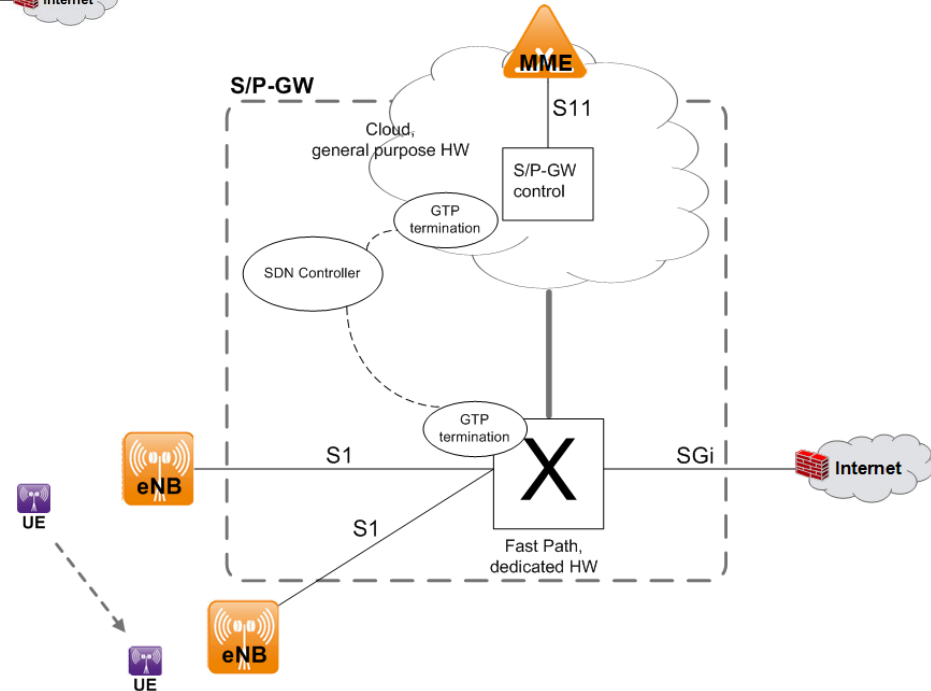 Internet
MME
S/P-GW
S11
Cloud,
general purpose HW
S/P-GW
control
GTP
termination
SDN Controller
GTP
termination
S1
SGi
Internet
eNB
X
UE
S1
Fast Path,
dedicated HW
eNB
UE